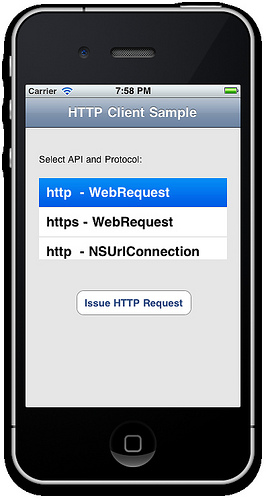 Carrier 7:58 PM
HTTP Client Sample
Select API and Protocol:
http - WebRequest
https - WebRequest
http - NSUrlConnection
Issue HTTP Request